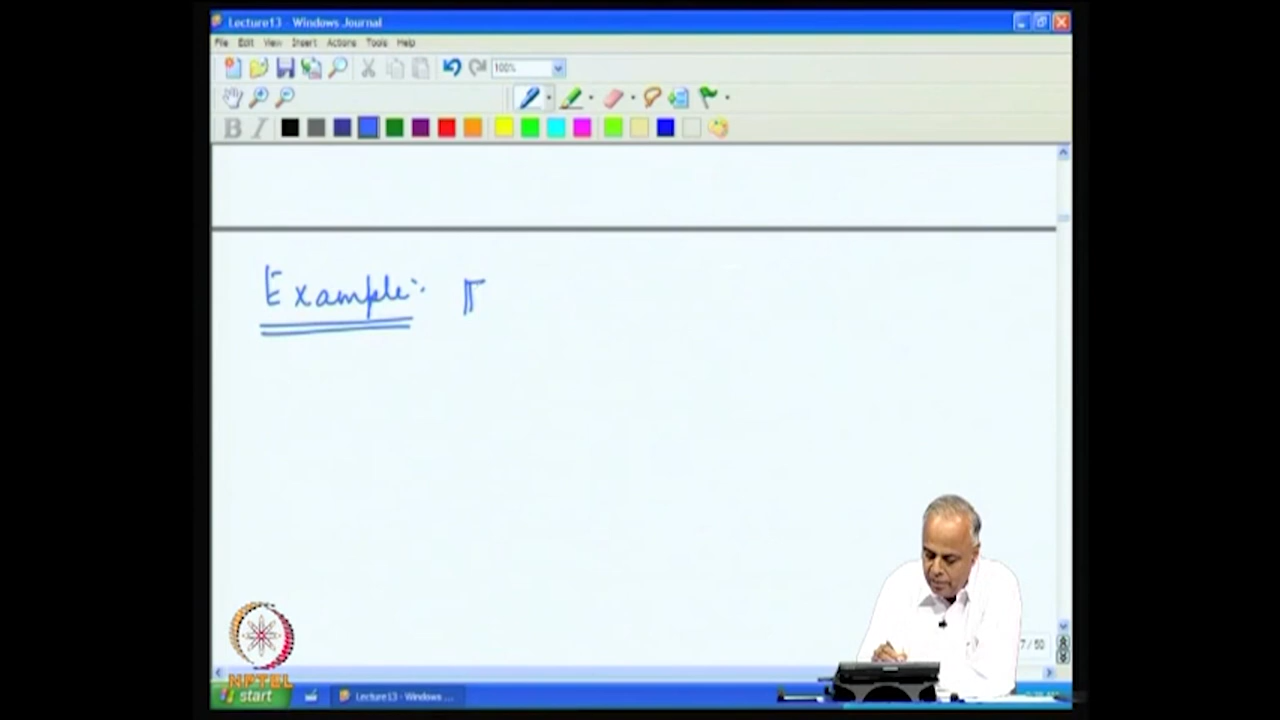 Lecture13 - Windows Journal
File Edit View Insert Actions Tools Help
100%
B I
Example:
7 / 50
NPTEL
start Lecture13 - Windows ...